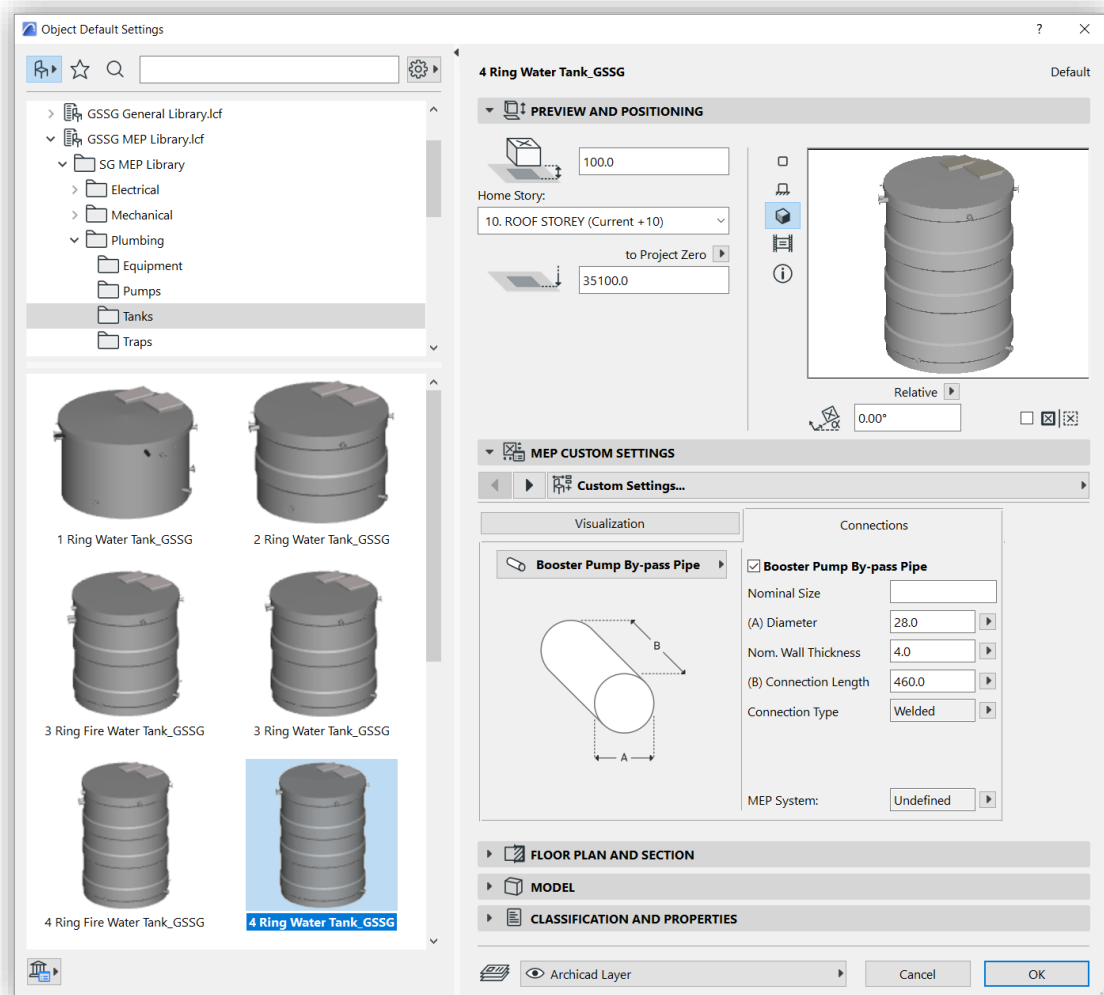 Object Default Settings
GSSG General Library.lcf
GSSG MEP Library.lcf
SG MEP Library
Electrical
Mechanical
Plumbing
Equipment
Pumps
Tanks
Traps
1 Ring Water Tank_GSSG
2 Ring Water Tank_GSSG
3 Ring Fire Water Tank_GSSG
3 Ring Water Tank_GSSG
4 Ring Fire Water Tank_GSSG
4 Ring Water Tank_GSSG
4 Ring Water Tank_GSSG
Default
PREVIEW AND POSITIONING
100.0
Home Story:
10. ROOF STOREY (Current +10)
to Project Zero
35100.0
Relative
α
0.00°
MEP CUSTOM SETTINGS
Custom Settings...
Visualization
Connections
Booster Pump By-pass Pipe
B
A
Booster Pump By-pass Pipe
Nominal Size
(A) Diameter
28.0
Nom. Wall Thickness
4.0
(B) Connection Length
460.0
Connection Type
Welded
MEP System:
Undefined
FLOOR PLAN AND SECTION
MODEL
CLASSIFICATION AND PROPERTIES
Archicad Layer
Cancel
OK